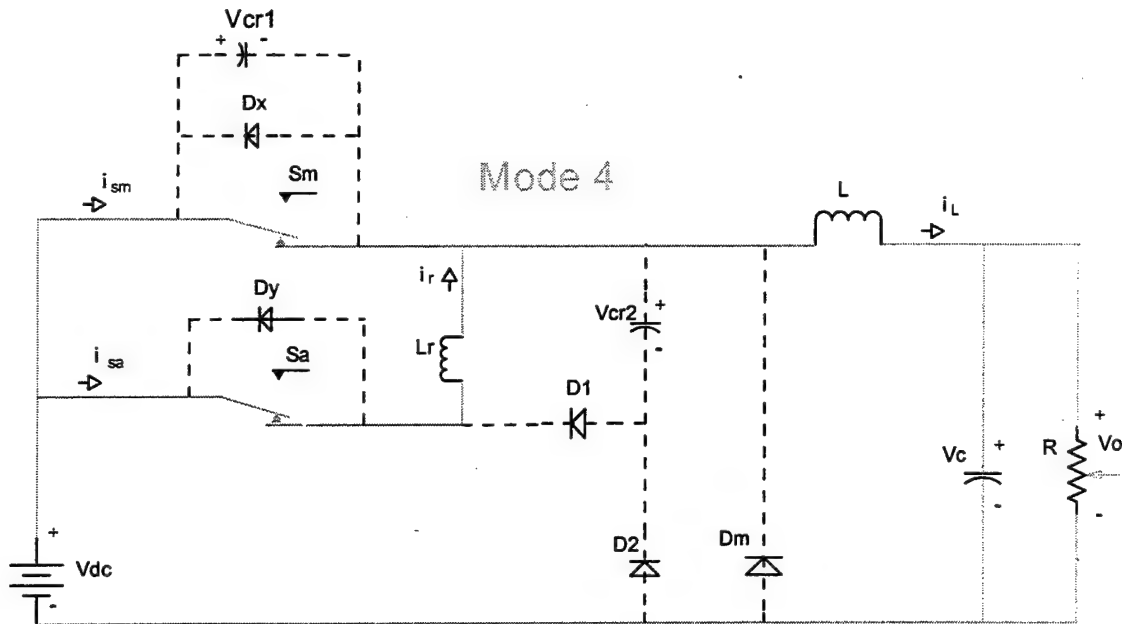 Vcr1
+ -
Dx
Sm
i sm
Mode 4
L
i L
Dy
i r
Vcr2
+
-
Lr
Sa
i sa
D1
+
Vc
+
R
Vo
-
-
D2
Dm
+
Vdc
-